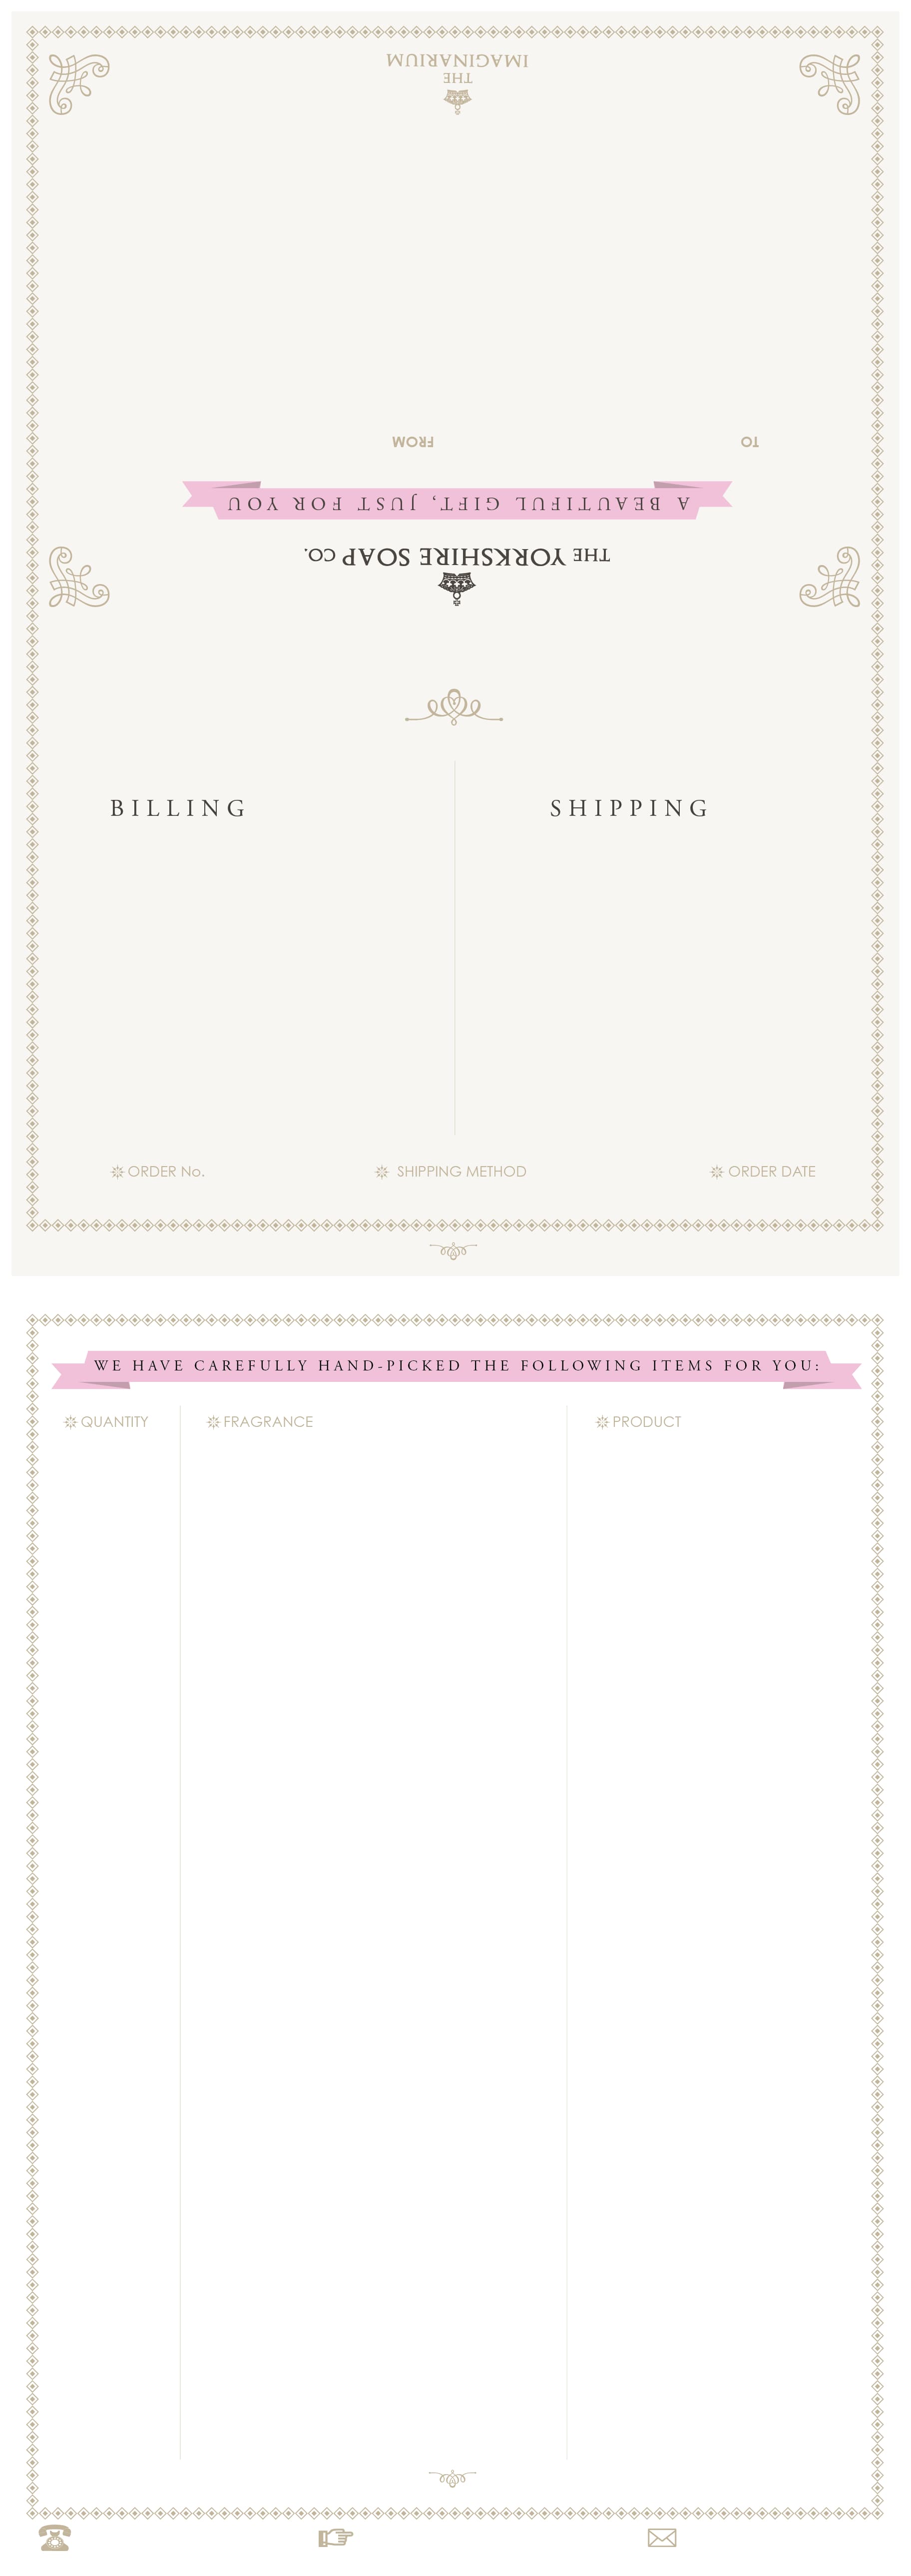 THE
IMAGINARIUM
TO FROM
A BEAUTIFUL GIFT, JUST FOR YOU
THE YORKSHIRE SOAP CO.
BILLING SHIPPING
ORDER No. SHIPPING METHOD ORDER DATE
WE HAVE CAREFULLY HAND-PICKED THE FOLLOWING ITEMS FOR YOU:
QUANTITY FRAGRANCE PRODUCT